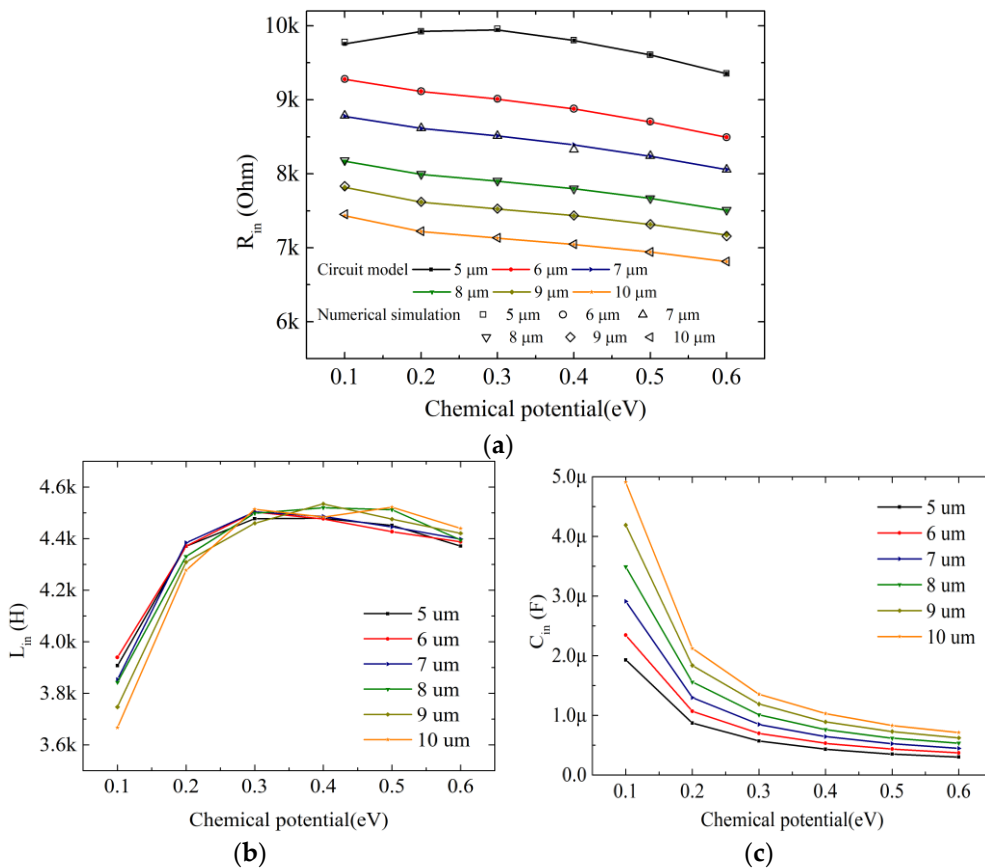 10k
9k
8k
7k
6k
R_in (Ohm)
Circuit model 5 μm 6 μm 7 μm
8 μm 9 μm 10 μm
Numerical simulation 5 μm 6 μm 7 μm
8 μm 9 μm 10 μm
0.1 0.2 0.3 0.4 0.5 0.6
Chemical potential(eV)
(a)
4.6k
4.4k
4.2k
4.0k
3.8k
3.6k
L_in (H)
5 um
6 um
7 um
8 um
9 um
10 um
0.1 0.2 0.3 0.4 0.5 0.6
Chemical potential(eV)
(b)
5.0μ
4.0μ
3.0μ
2.0μ
1.0μ
0.0
C_in (F)
5 um
6 um
7 um
8 um
9 um
10 um
0.1 0.2 0.3 0.4 0.5 0.6
Chemical potential(eV)
(c)